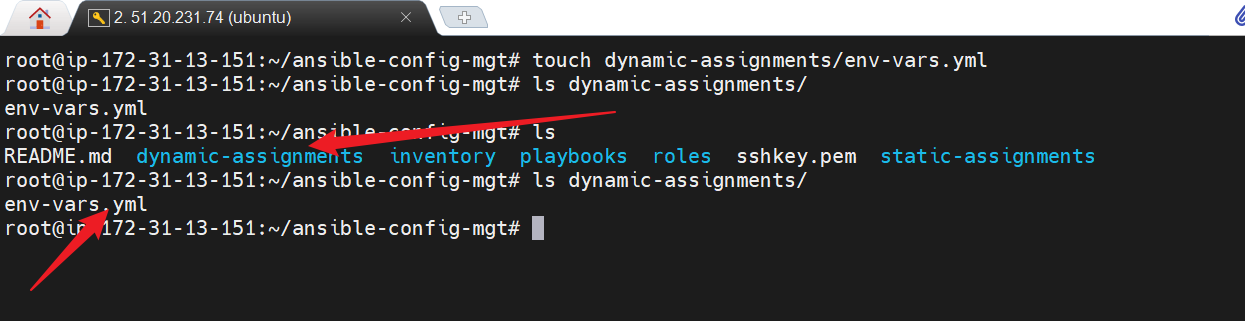 2. 51.20.231.74 (ubuntu)
root@ip-172-31-13-151:~/ansible-config-mgt# touch dynamic-assignments/env-vars.yml
root@ip-172-31-13-151:~/ansible-config-mgt# ls dynamic-assignments/
env-vars.yml
root@ip-172-31-13-151:~/ansible-config-mgt# ls
README.md dynamic-assignments inventory playbooks roles sshkey.pem static-assignments
root@ip-172-31-13-151:~/ansible-config-mgt# ls dynamic-assignments/
env-vars.yml
root@ip-172-31-13-151:~/ansible-config-mgt#